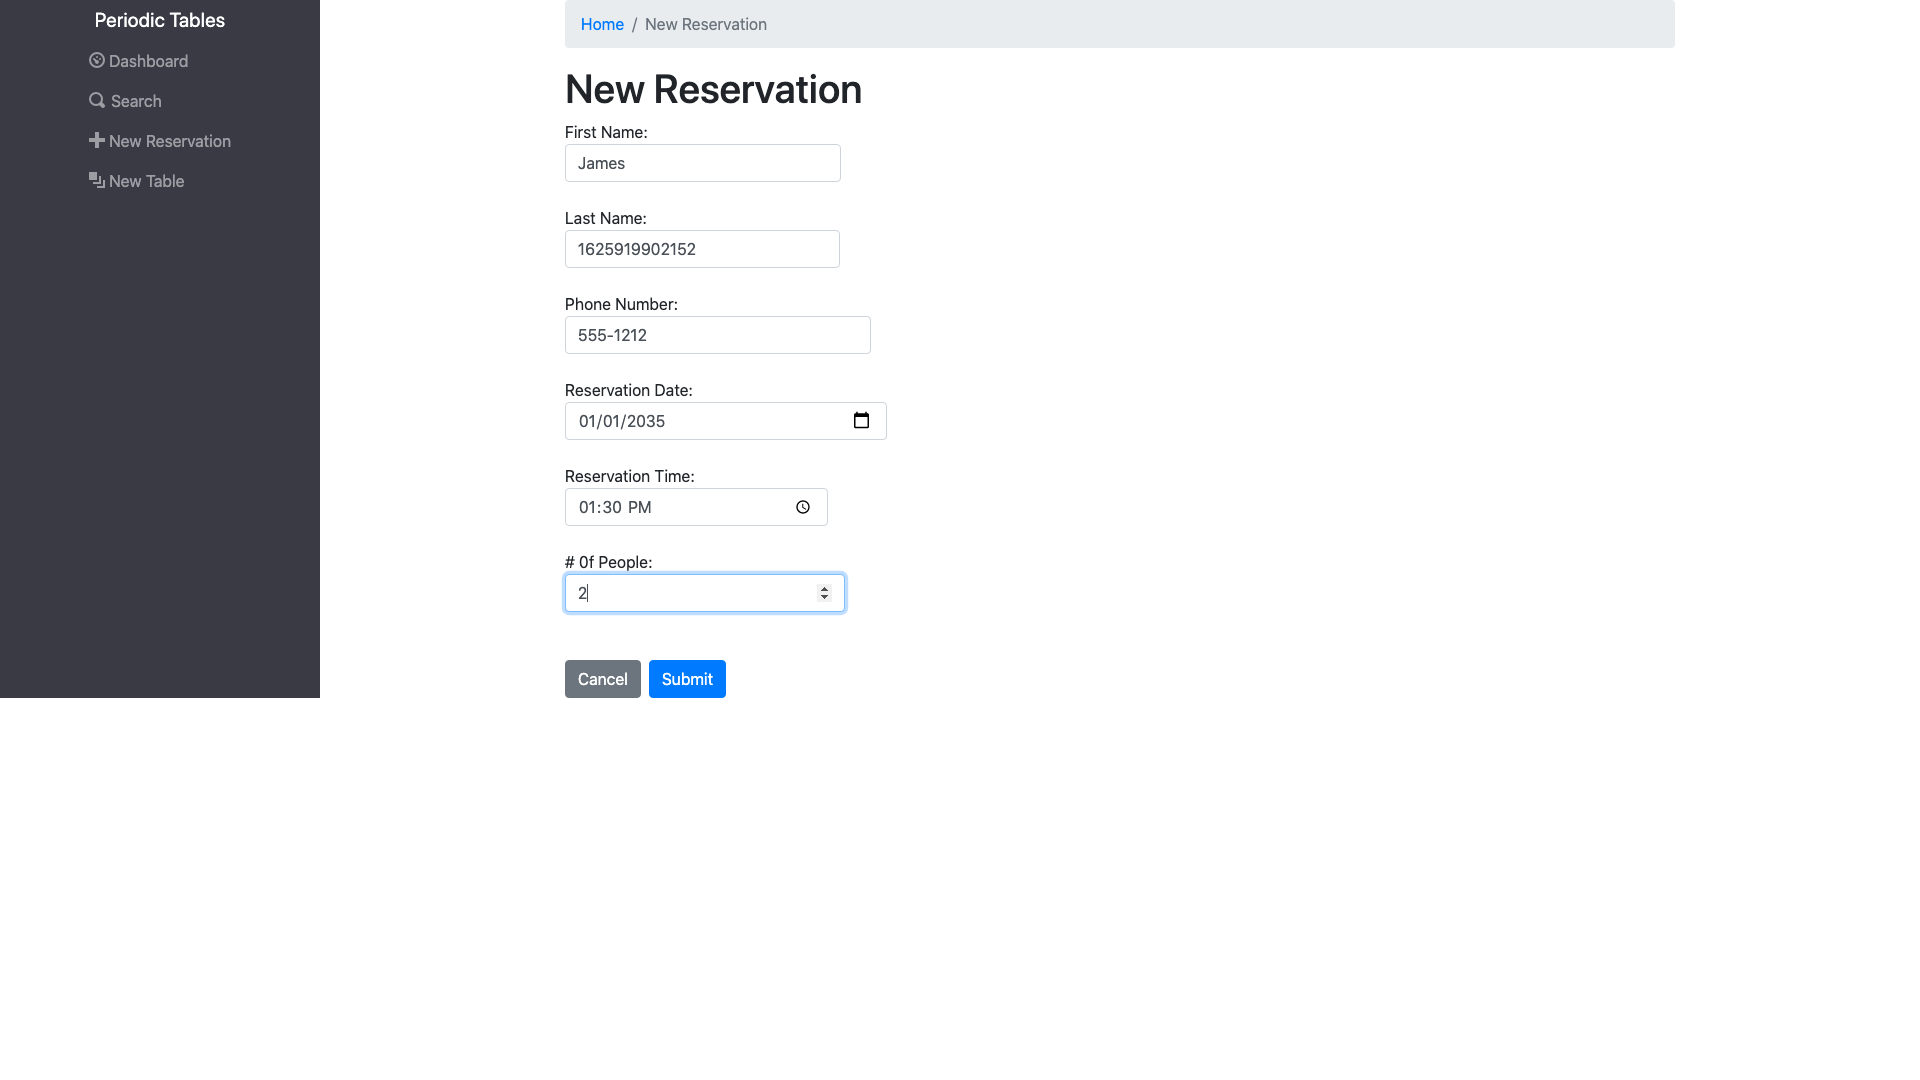 Periodic Tables
Dashboard
Search
New Reservation
New Table
Home / New Reservation
New Reservation
First Name:
James
Last Name:
1625919902152
Phone Number:
555-1212
Reservation Date:
01/01/2035
Reservation Time:
01:30 PM
# 0f People:
2
Cancel
Submit